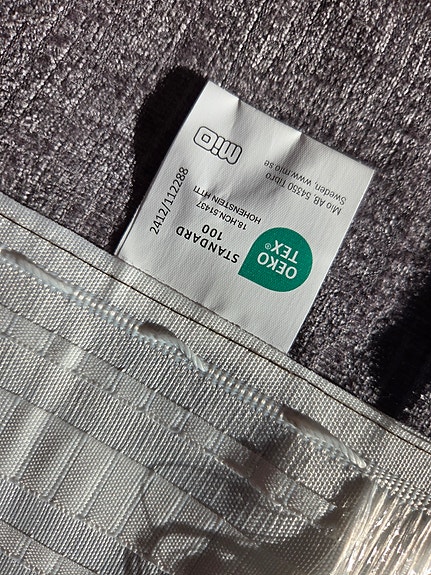 mio
Mio AB, 54350 Tibro
Sweden, www.mio.se
2412/112288
OEKO
TEX®
STANDARD
100
18.HCN.51437
HOHENSTEIN HTTI